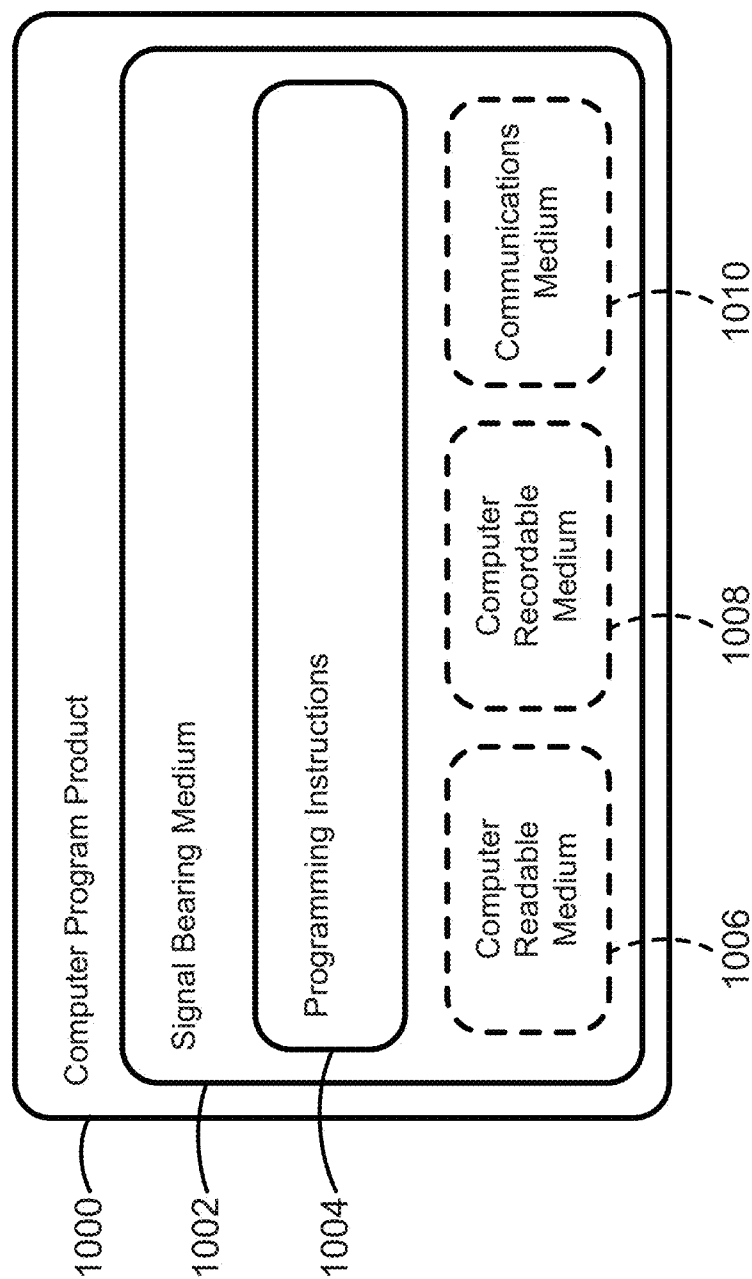 Computer Program Product
Signal Bearing Medium
Programming Instructions
Computer
Readable
Medium
Computer
Recordable
Medium
Communications
Medium
1000
1002
1004
1006
1008
1010